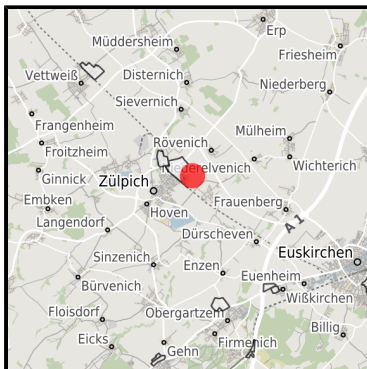 Erp
Müddersheim
Friesheim
Vettweiß
Disternich
Niederberg
Sievernich
Frangenheim
Mülheim
Rövenich
Froitzheim
Niederelvenich
Wichterich
Ginnick
Zülpich
Embken
Frauenberg
Hoven
Langendorf
A 1
Dürscheven
Euskirchen
Sinzenich
Enzen
Euenheim
Bürvenich
Wißkirchen
Floisdorf
Obergartzem
Billig
Eicks
Firmenich
Gehn